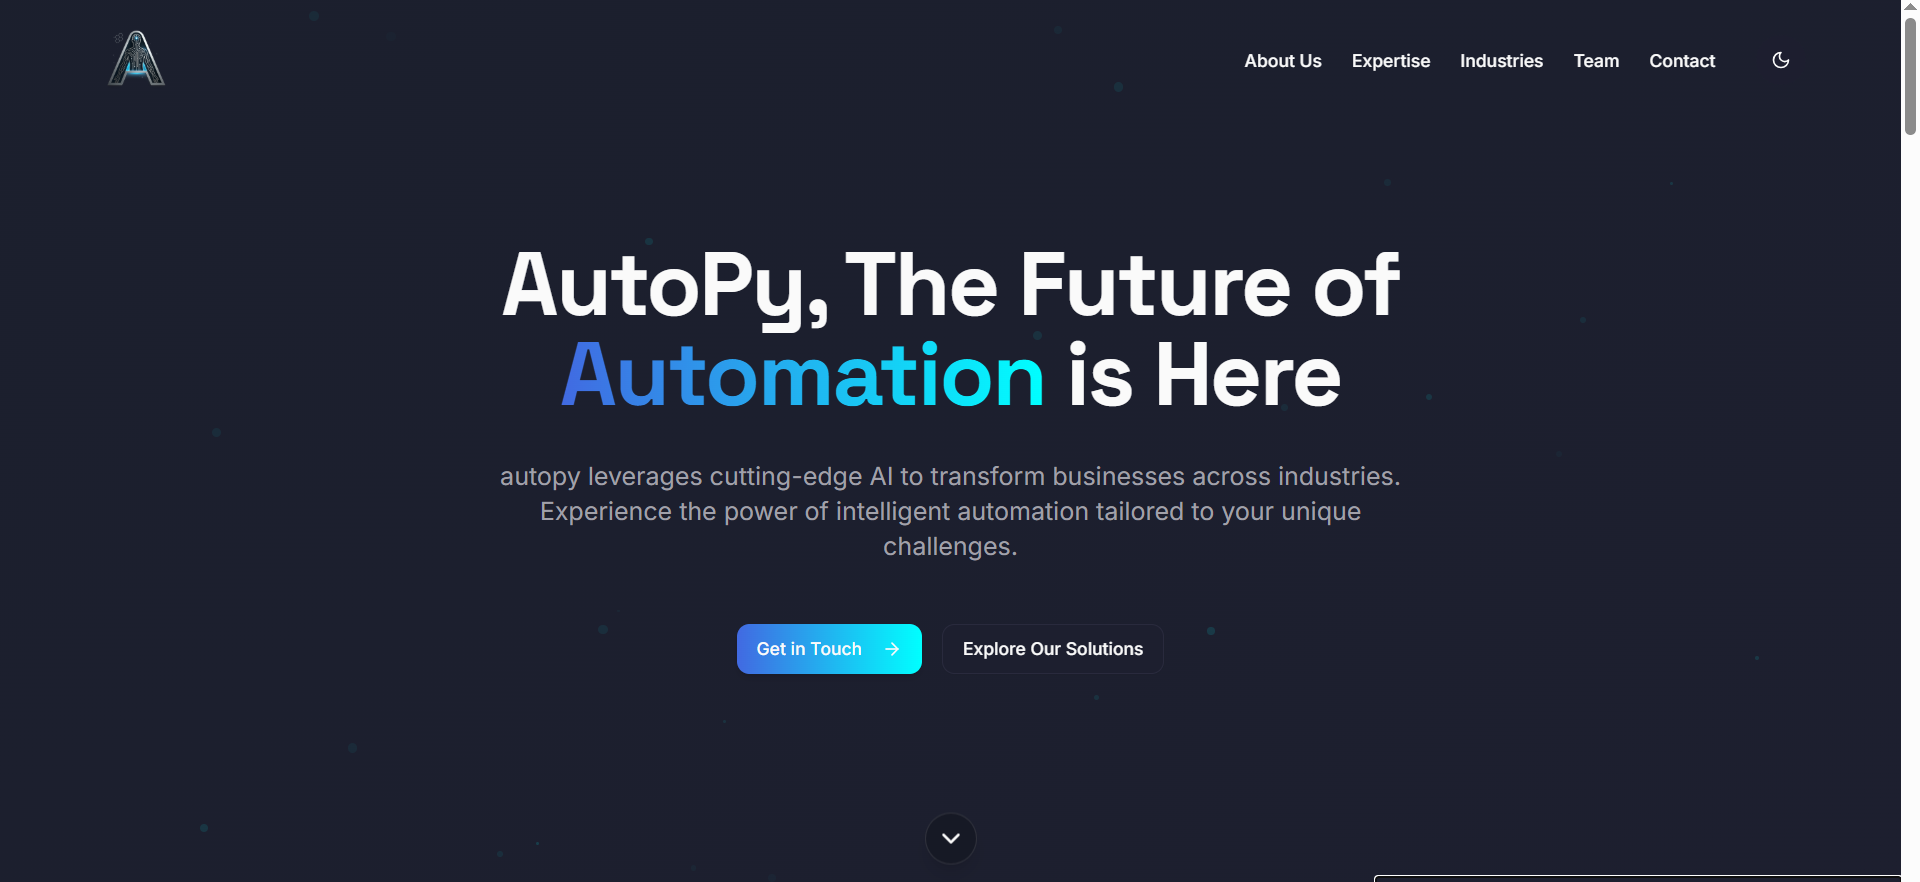 About Us
Expertise
Industries
Team
Contact
AutoPy, The Future of
Automation is Here
autopy leverages cutting-edge AI to transform businesses across industries.
Experience the power of intelligent automation tailored to your unique
challenges.
Get in Touch
Explore Our Solutions